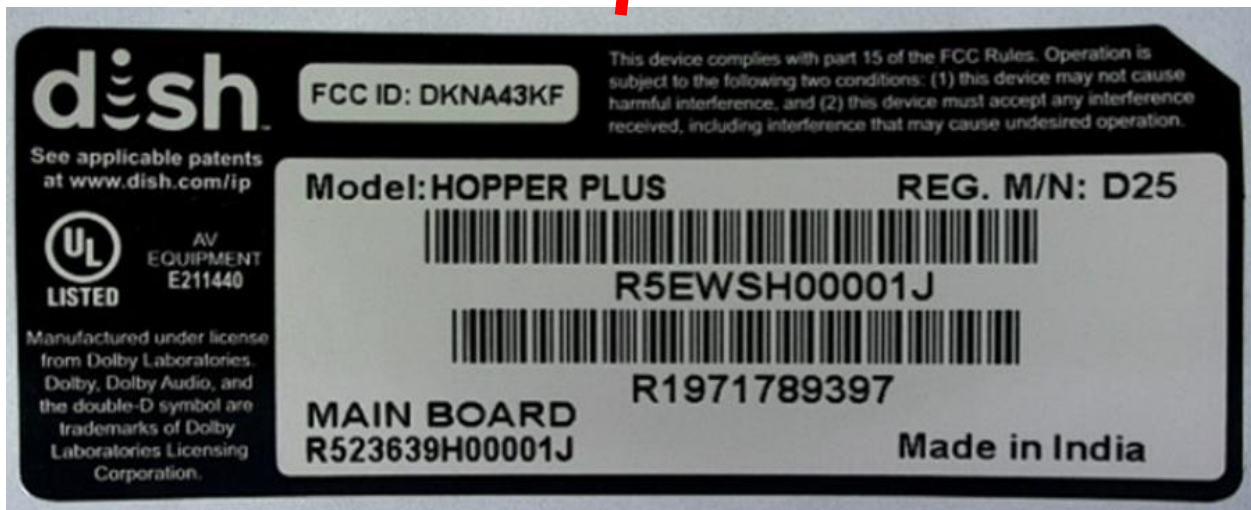 dish
See applicable patents
at www.dish.com/ip
UL
LISTED
AV
EQUIPMENT
E211440
Manufactured under license
from Dolby Laboratories.
Dolby, Dolby Audio, and
the double-D symbol are
trademarks of Dolby
Laboratories Licensing
Corporation.
FCC ID: DKNA43KF
This device complies with part 15 of the FCC Rules. Operation is
subject to the following two conditions: (1) this device may not cause
harmful interference, and (2) this device must accept any interference
received, including interference that may cause undesired operation.
Model: HOPPER PLUS
REG. M/N: D25
R5EWSH00001J
R1971789397
MAIN BOARD
R523639H00001J
Made in India